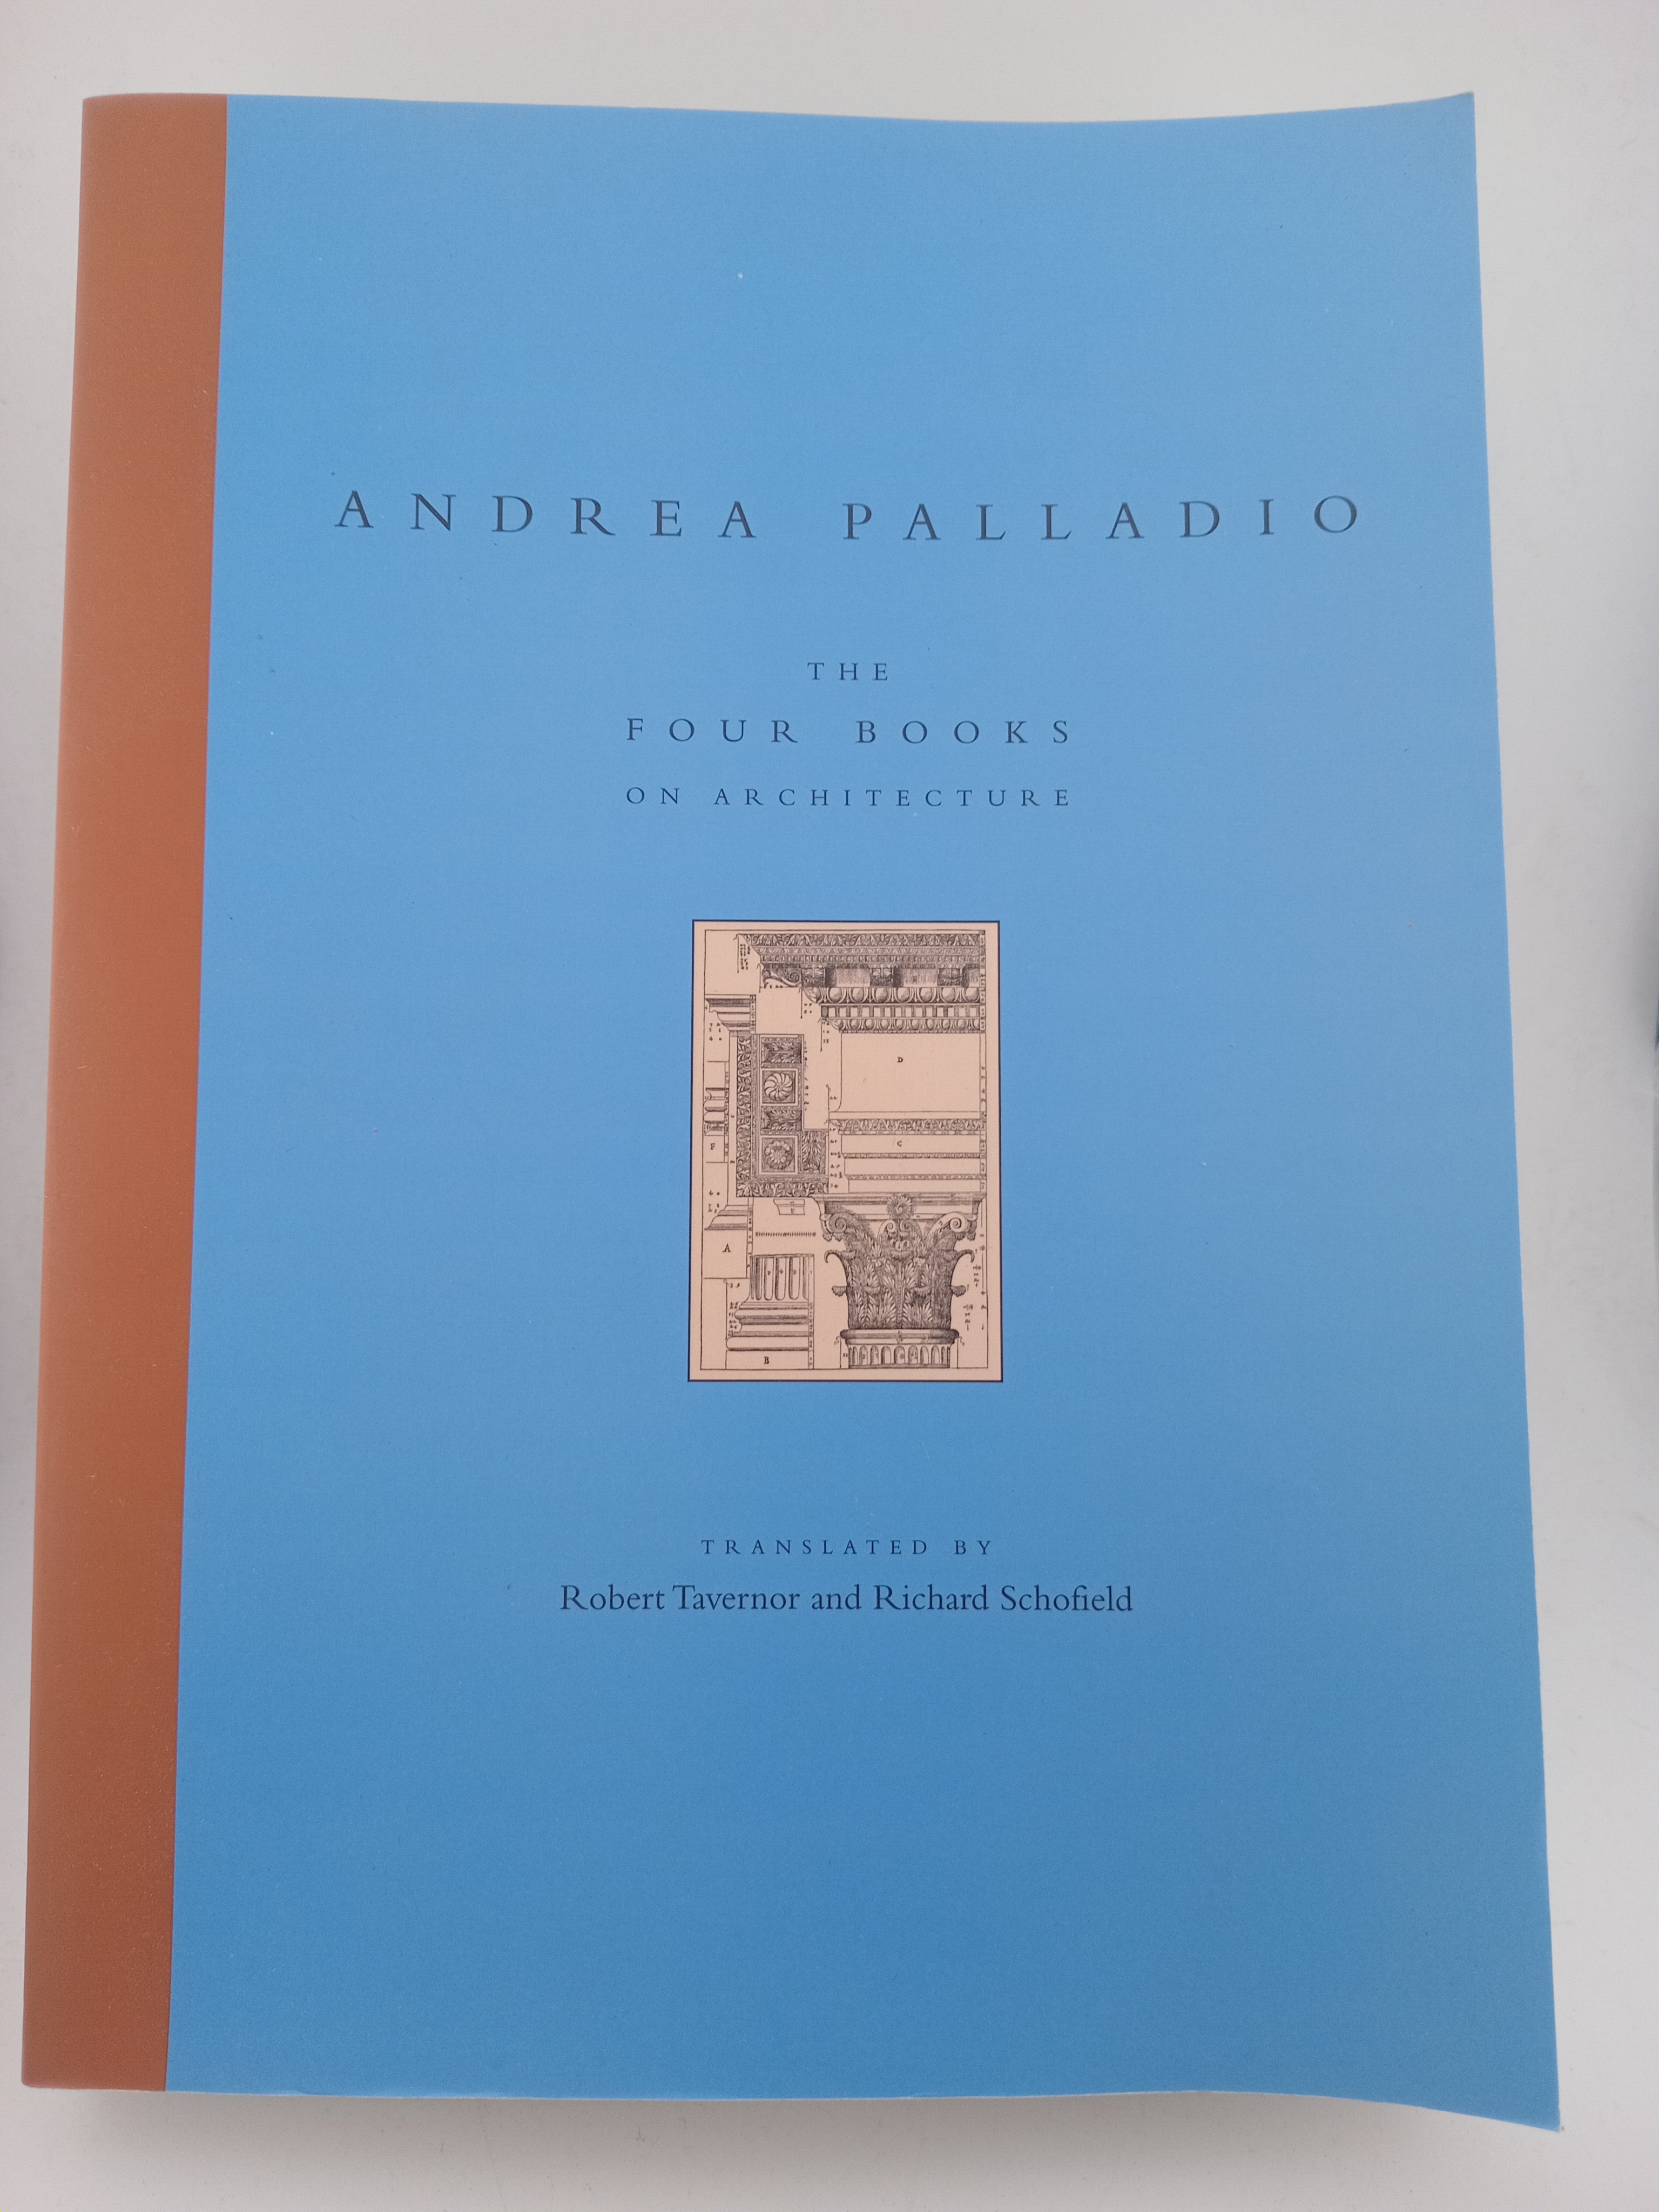 ANDREA PALLADIO
THE
FOUR BOOKS
ON ARCHITECTURE
D
C
F
A
B
TRANSLATED BY
Robert Tavernor and Richard Schofield